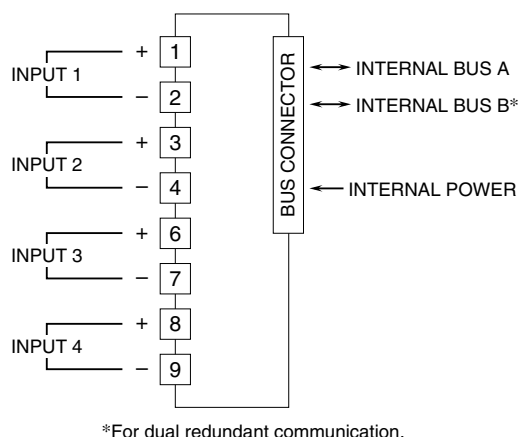 INPUT 1
+ 1
− 2
INPUT 2
+ 3
− 4
INPUT 3
+ 6
− 7
INPUT 4
+ 8
− 9
BUS CONNECTOR
INTERNAL BUS A
INTERNAL BUS B*
INTERNAL POWER
*For dual redundant communication.